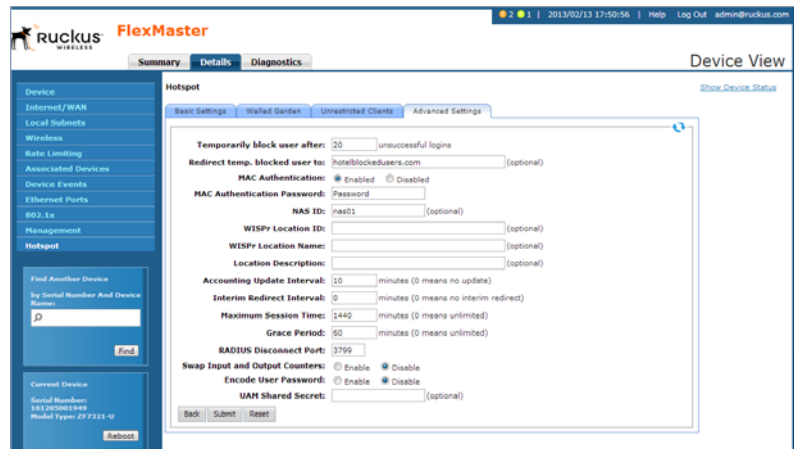 2 1 | 2013/02/13 17:50:56 | Help Log Out admin@ruckus.com
Ruckus WIRELESS
FlexMaster
Summary Details Diagnostics
Device View
Device
Internet/WAN
Local Subnets
Wireless
Rate Limiting
Associated Devices
Device Events
Ethernet Ports
802.1x
Management
Hotspot
Find Another Device
by Serial Number And Device
Name:
Find
Current Device
Serial Number:
161205001949
Model Type: ZF7321-U
Reboot
Hotspot
Show Device Status
Basic Settings Walled Garden Unrestricted Clients Advanced Settings
Temporarily block user after: 20 unsuccessful logins
Redirect temp. blocked user to: hotelblockedusers.com (optional)
MAC Authentication: Enabled Disabled
MAC Authentication Password: Password
NAS ID: nas01 (optional)
WISPr Location ID: (optional)
WISPr Location Name: (optional)
Location Description: (optional)
Accounting Update Interval: 10 minutes (0 means no update)
Interim Redirect Interval: 0 minutes (0 means no interim redirect)
Maximum Session Time: 1440 minutes (0 means unlimited)
Grace Period: 60 minutes (0 means unlimited)
RADIUS Disconnect Port: 3799
Swap Input and Output Counters: Enable Disable
Encode User Password: Enable Disable
UAM Shared Secret: (optional)
Back Submit Reset